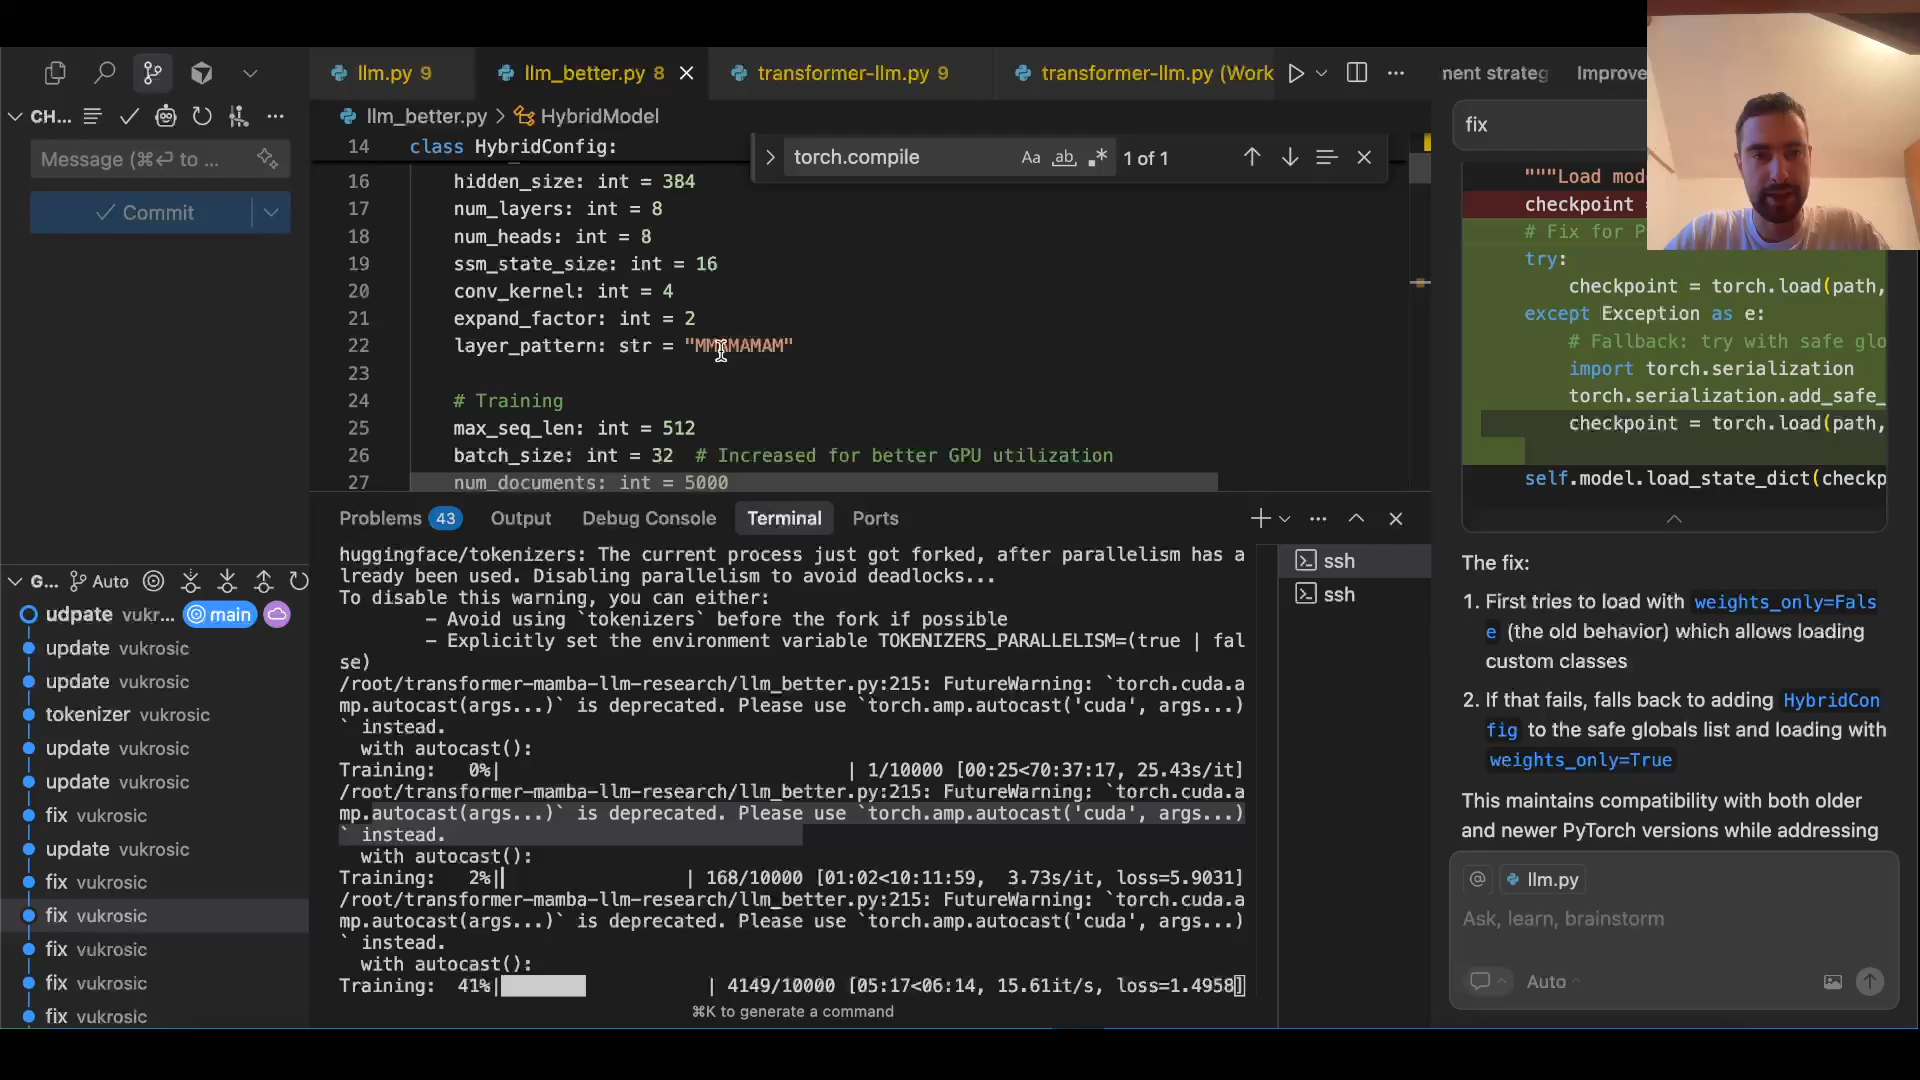 llm.py 9
llm_better.py 8
transformer-llm.py 9
transformer-llm.py (Work
nent strateg
Improve
CH...
llm_better.py > HybridModel
fix
Message (⌘⏎ to ...
Commit
torch.compile
Aa
ab
1 of 1
14 class HybridConfig:
16 hidden_size: int = 384
17 num_layers: int = 8
18 num_heads: int = 8
19 ssm_state_size: int = 16
20 conv_kernel: int = 4
21 expand_factor: int = 2
22 layer_pattern: str = "MMAMAMAM"
23
24 # Training
25 max_seq_len: int = 512
26 batch_size: int = 32 # Increased for better GPU utilization
27 num_documents: int = 5000
Problems 43
Output
Debug Console
Terminal
Ports
huggingface/tokenizers: The current process just got forked, after parallelism has a
lready been used. Disabling parallelism to avoid deadlocks...
To disable this warning, you can either:
- Avoid using `tokenizers` before the fork if possible
- Explicitly set the environment variable TOKENIZERS_PARALLELISM=(true | fal
se)
/root/transformer-mamba-llm-research/llm_better.py:215: FutureWarning: `torch.cuda.a
mp.autocast(args...)` is deprecated. Please use `torch.amp.autocast('cuda', args...)
` instead.
with autocast():
Training: 0%| | 1/10000 [00:25<70:37:17, 25.43s/it]
/root/transformer-mamba-llm-research/llm_better.py:215: FutureWarning: `torch.cuda.a
mp.autocast(args...)` is deprecated. Please use `torch.amp.autocast('cuda', args...)
` instead.
with autocast():
Training: 2%| | 168/10000 [01:02<10:11:59, 3.73s/it, loss=5.9031]
/root/transformer-mamba-llm-research/llm_better.py:215: FutureWarning: `torch.cuda.a
mp.autocast(args...)` is deprecated. Please use `torch.amp.autocast('cuda', args...)
` instead.
with autocast():
Training: 41%| | 4149/10000 [05:17<06:14, 15.61it/s, loss=1.4958]
⌘K to generate a command
ssh
ssh
G... Auto
udpate vukr... main
update vukrosic
update vukrosic
tokenizer vukrosic
update vukrosic
update vukrosic
fix vukrosic
update vukrosic
fix vukrosic
fix vukrosic
fix vukrosic
fix vukrosic
fix vukrosic
"""Load mod
checkpoint =
# Fix for P
try:
checkpoint = torch.load(path,
except Exception as e:
# Fallback: try with safe glo
import torch.serialization
torch.serialization.add_safe_
checkpoint = torch.load(path,
self.model.load_state_dict(checkp
The fix:
1. First tries to load with weights_only=Fals
e (the old behavior) which allows loading
custom classes
2. If that fails, falls back to adding HybridCon
fig to the safe globals list and loading with
weights_only=True
This maintains compatibility with both older
and newer PyTorch versions while addressing
@ llm.py
Ask, learn, brainstorm
Auto